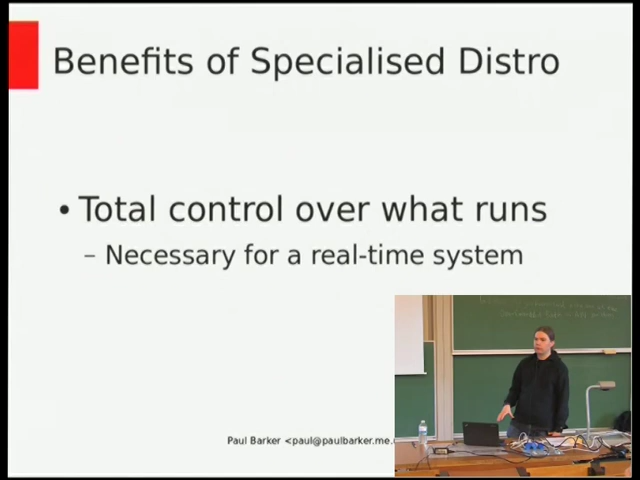 Benefits of Specialised Distro
• Total control over what runs
– Necessary for a real-time system
Paul Barker <paul@paulbarker.me.